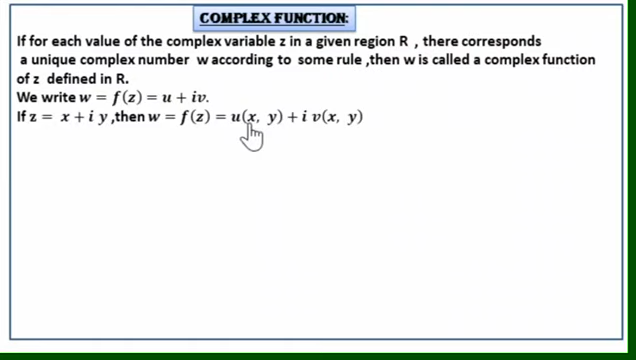 COMPLEX FUNCTION:
If for each value of the complex variable z in a given region R , there corresponds
a unique complex number w according to some rule ,then w is called a complex function
of z defined in R.
We write w = f(z) = u + iv.
If z = x + i y ,then w = f(z) = u(x, y) + i v(x, y)